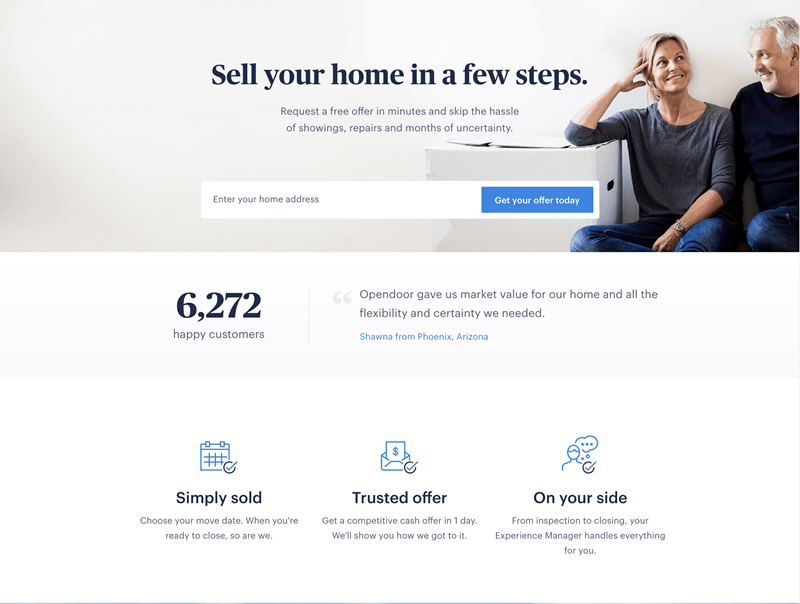 Sell your home in a few steps.
Request a free offer in minutes and skip the hassle
of showings, repairs and months of uncertainty.
Enter your home address
Get your offer today
6,272
happy customers
“ Opendoor gave us market value for our home and all the
flexibility and certainty we needed.
Shawna from Phoenix, Arizona
$
Simply sold
Choose your move date. When you're
ready to close, so are we.
Trusted offer
Get a competitive cash offer in 1 day.
We'll show you how we got to it.
On your side
From inspection to closing, your
Experience Manager handles everything
for you.